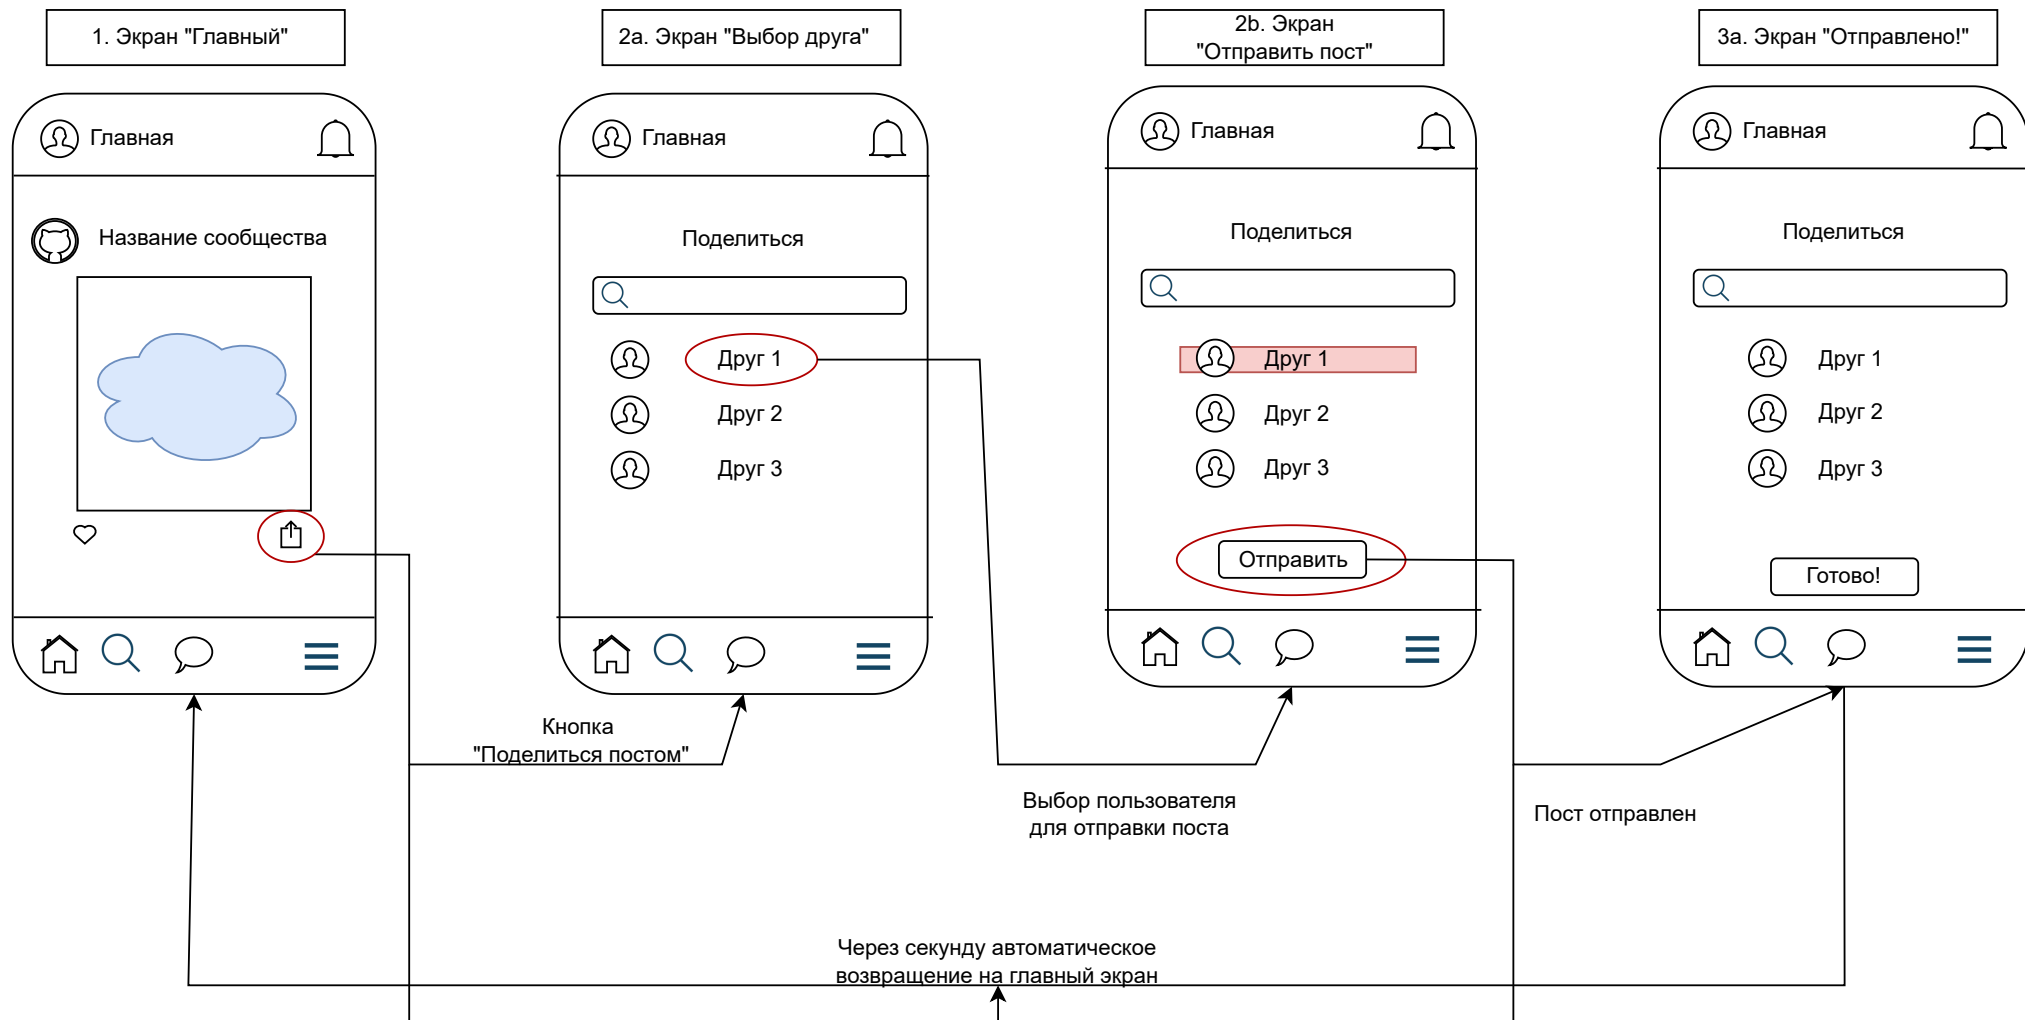 1. Экран "Главный"
2a. Экран "Выбор друга"
2b. Экран
"Отправить пост"
3a. Экран "Отправлено!"
Главная
Название сообщества
Главная
Поделиться
Друг 1
Друг 2
Друг 3
Главная
Поделиться
Друг 1
Друг 2
Друг 3
Отправить
Главная
Поделиться
Друг 1
Друг 2
Друг 3
Готово!
Кнопка
"Поделиться постом"
Выбор пользователя
для отправки поста
Пост отправлен
Через секунду автоматическое
возвращение на главный экран